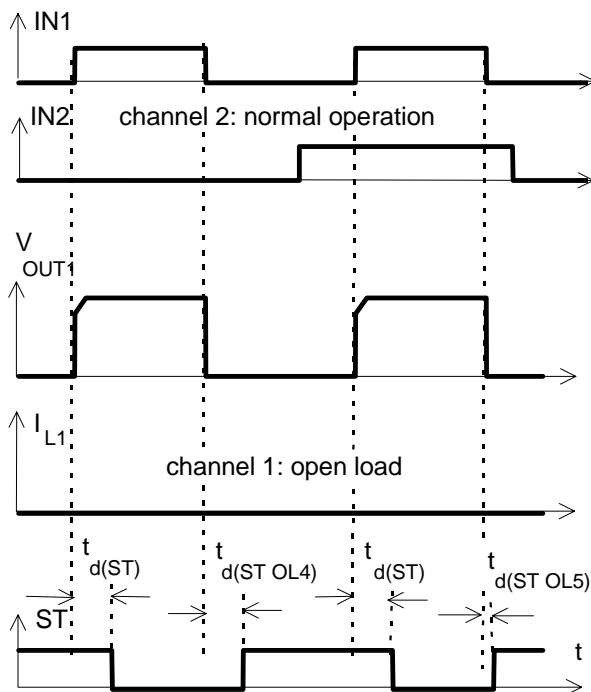 IN1
IN2
channel 2: normal operation
V
OUT1
I L1
channel 1: open load
t d(ST)
t d(ST OL4)
t d(ST)
t d(ST OL5)
ST
t